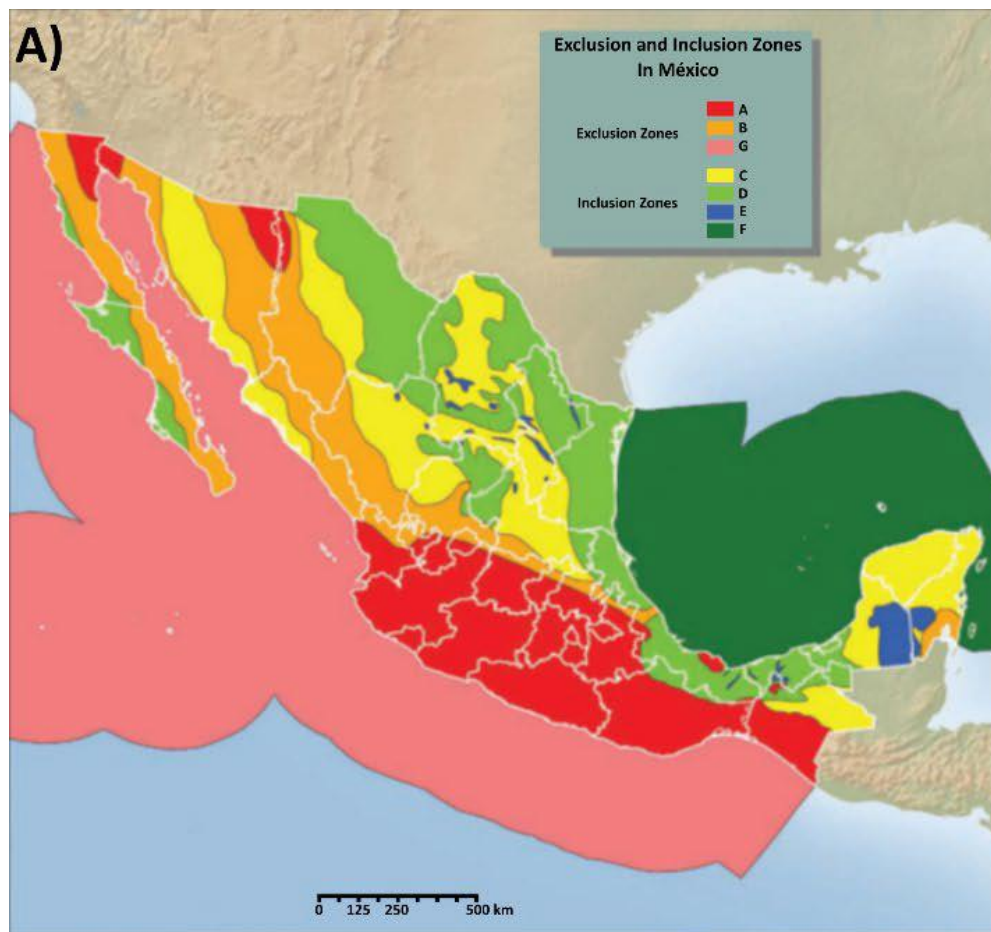 A)
Exclusion and Inclusion Zones
In México
Exclusion Zones
A
B
G
Inclusion Zones
C
D
E
F
0 125 250 500 km